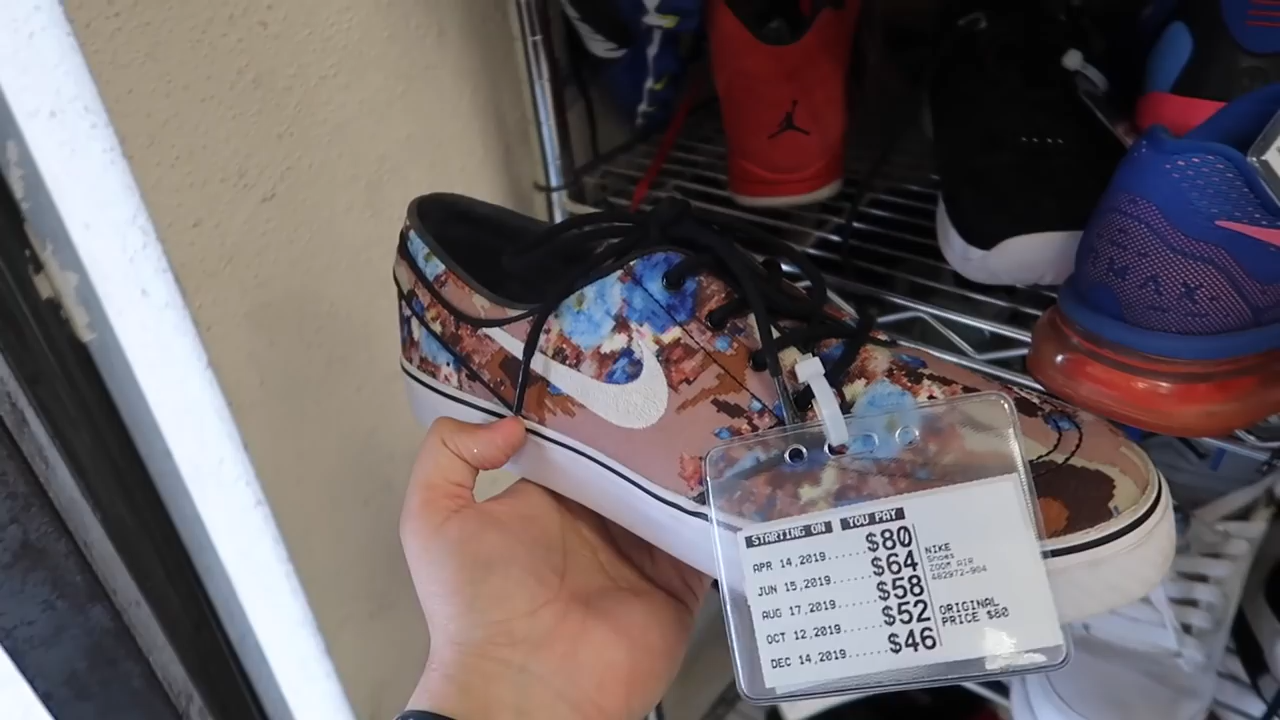 STARTING ON YOU PAY
APR 14,2019......$80
JUN 15,2019......$64
AUG 17,2019......$58
OCT 12,2019......$52
DEC 14,2019......$46
NIKE
Shoes
ZOOM AIR
482972-904
ORIGINAL
PRICE $80